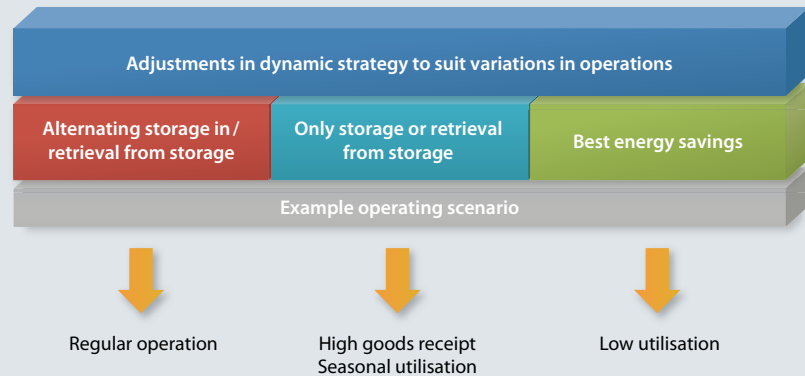 Adjustments in dynamic strategy to suit variations in operations
Alternating storage in /
retrieval from storage
Only storage or retrieval
from storage
Best energy savings
Example operating scenario
Regular operation
High goods receipt
Seasonal utilisation
Low utilisation